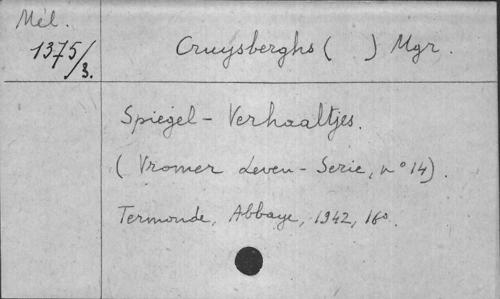 Mél.
1375/3.
Cruysberghs ( ) Mgr.
Spiegel - Verhaaltjes.
( Vromer Leven - Serie, n° 14).
Termonde, Abbaye, 1942, 16°.